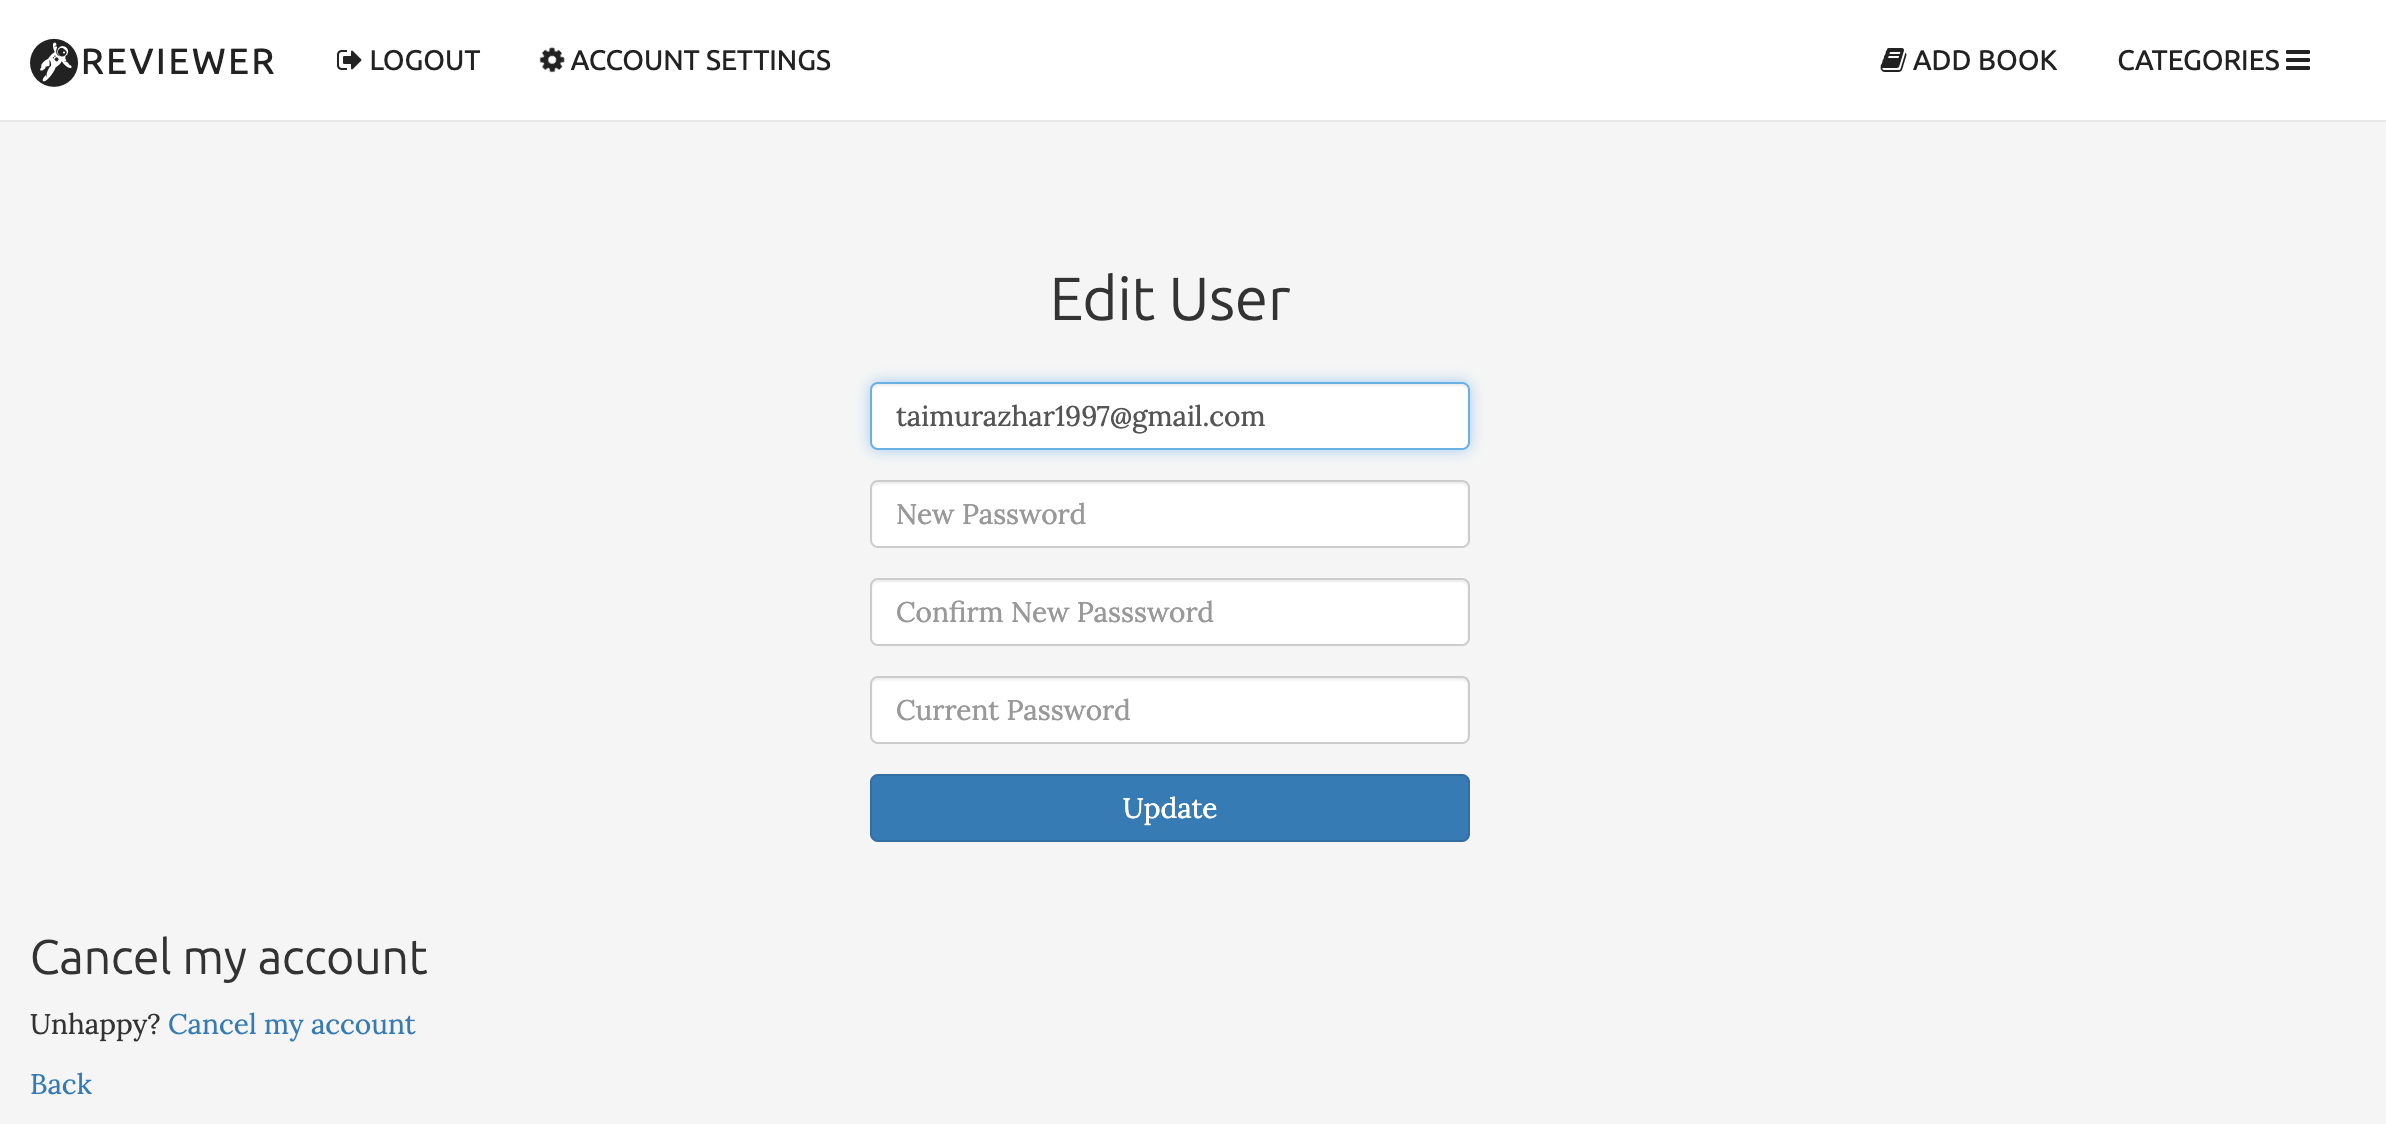 REVIEWER LOGOUT ACCOUNT SETTINGS ADD BOOK CATEGORIES
Edit User
taimurazhar1997@gmail.com
New Password
Confirm New Passsword
Current Password
Update
Cancel my account
Unhappy? Cancel my account
Back